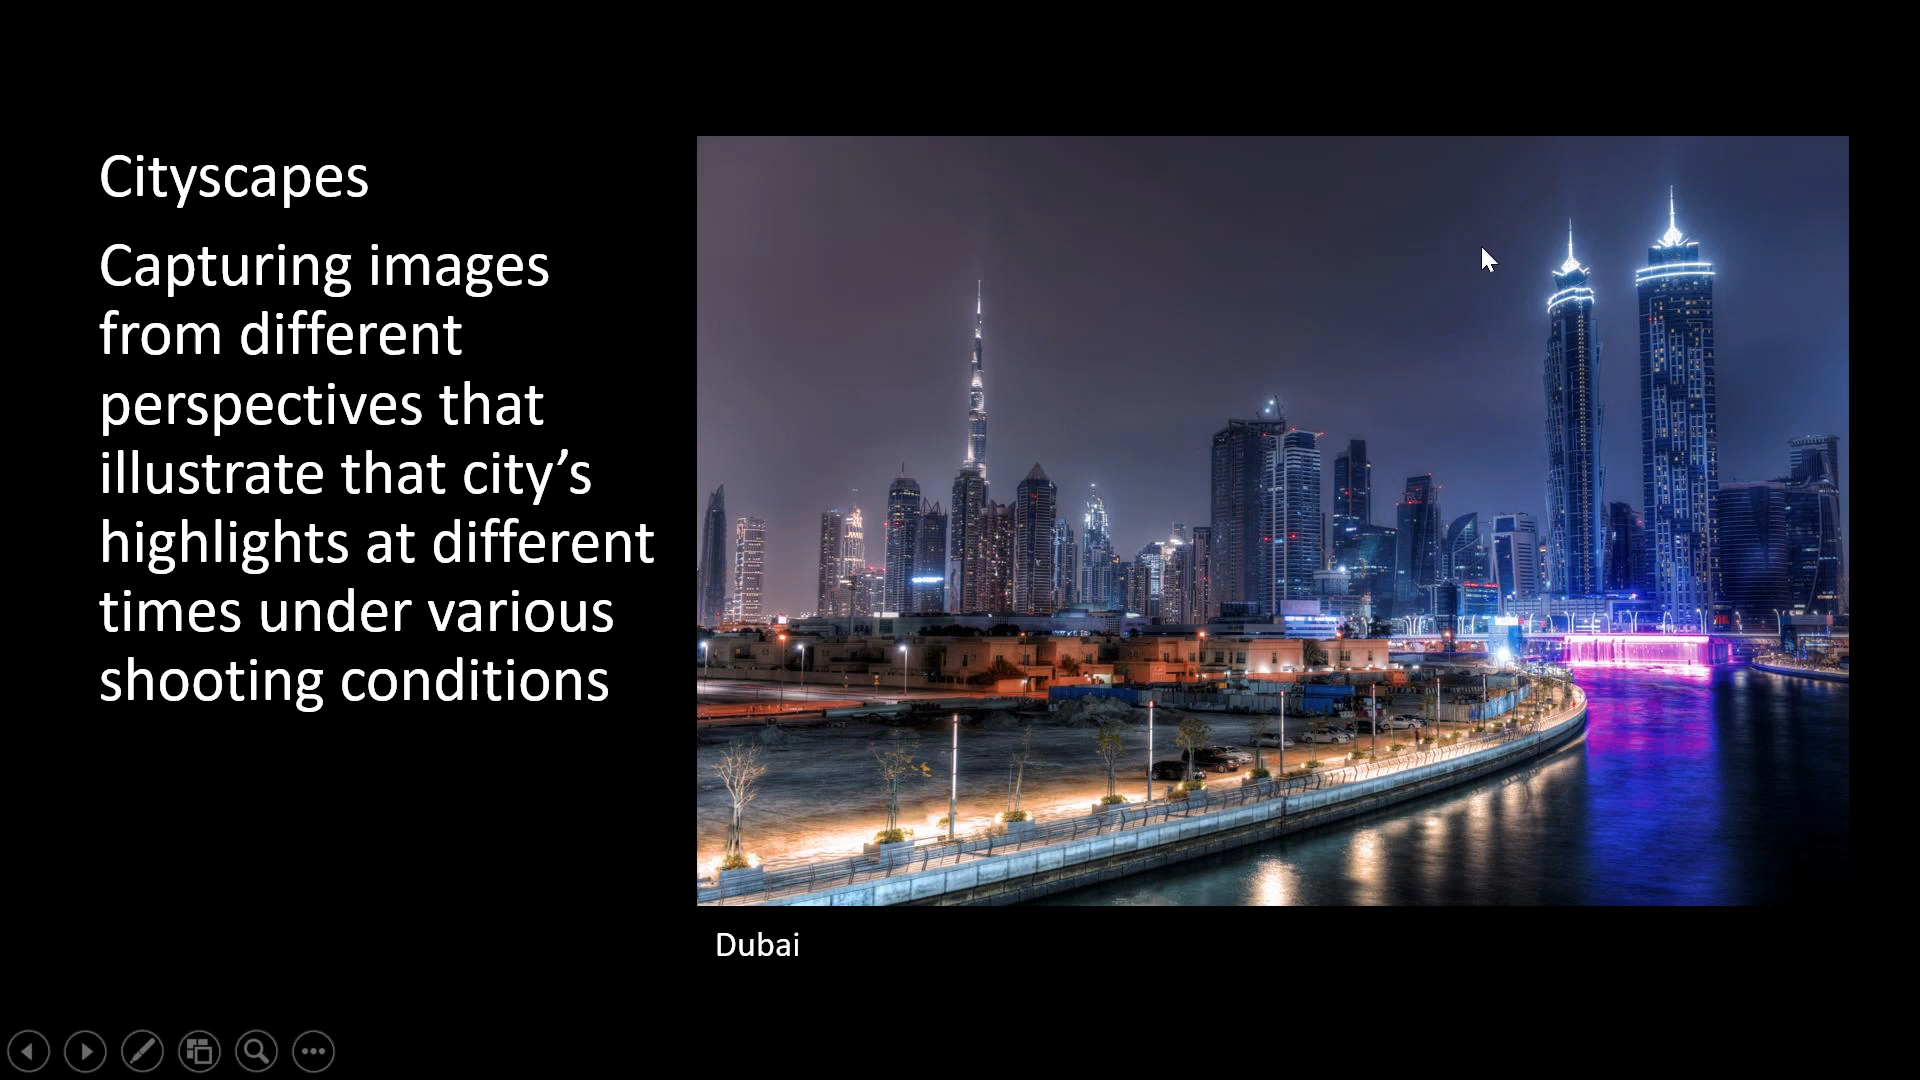 Cityscapes
Capturing images
from different
perspectives that
illustrate that city’s
highlights at different
times under various
shooting conditions
Dubai